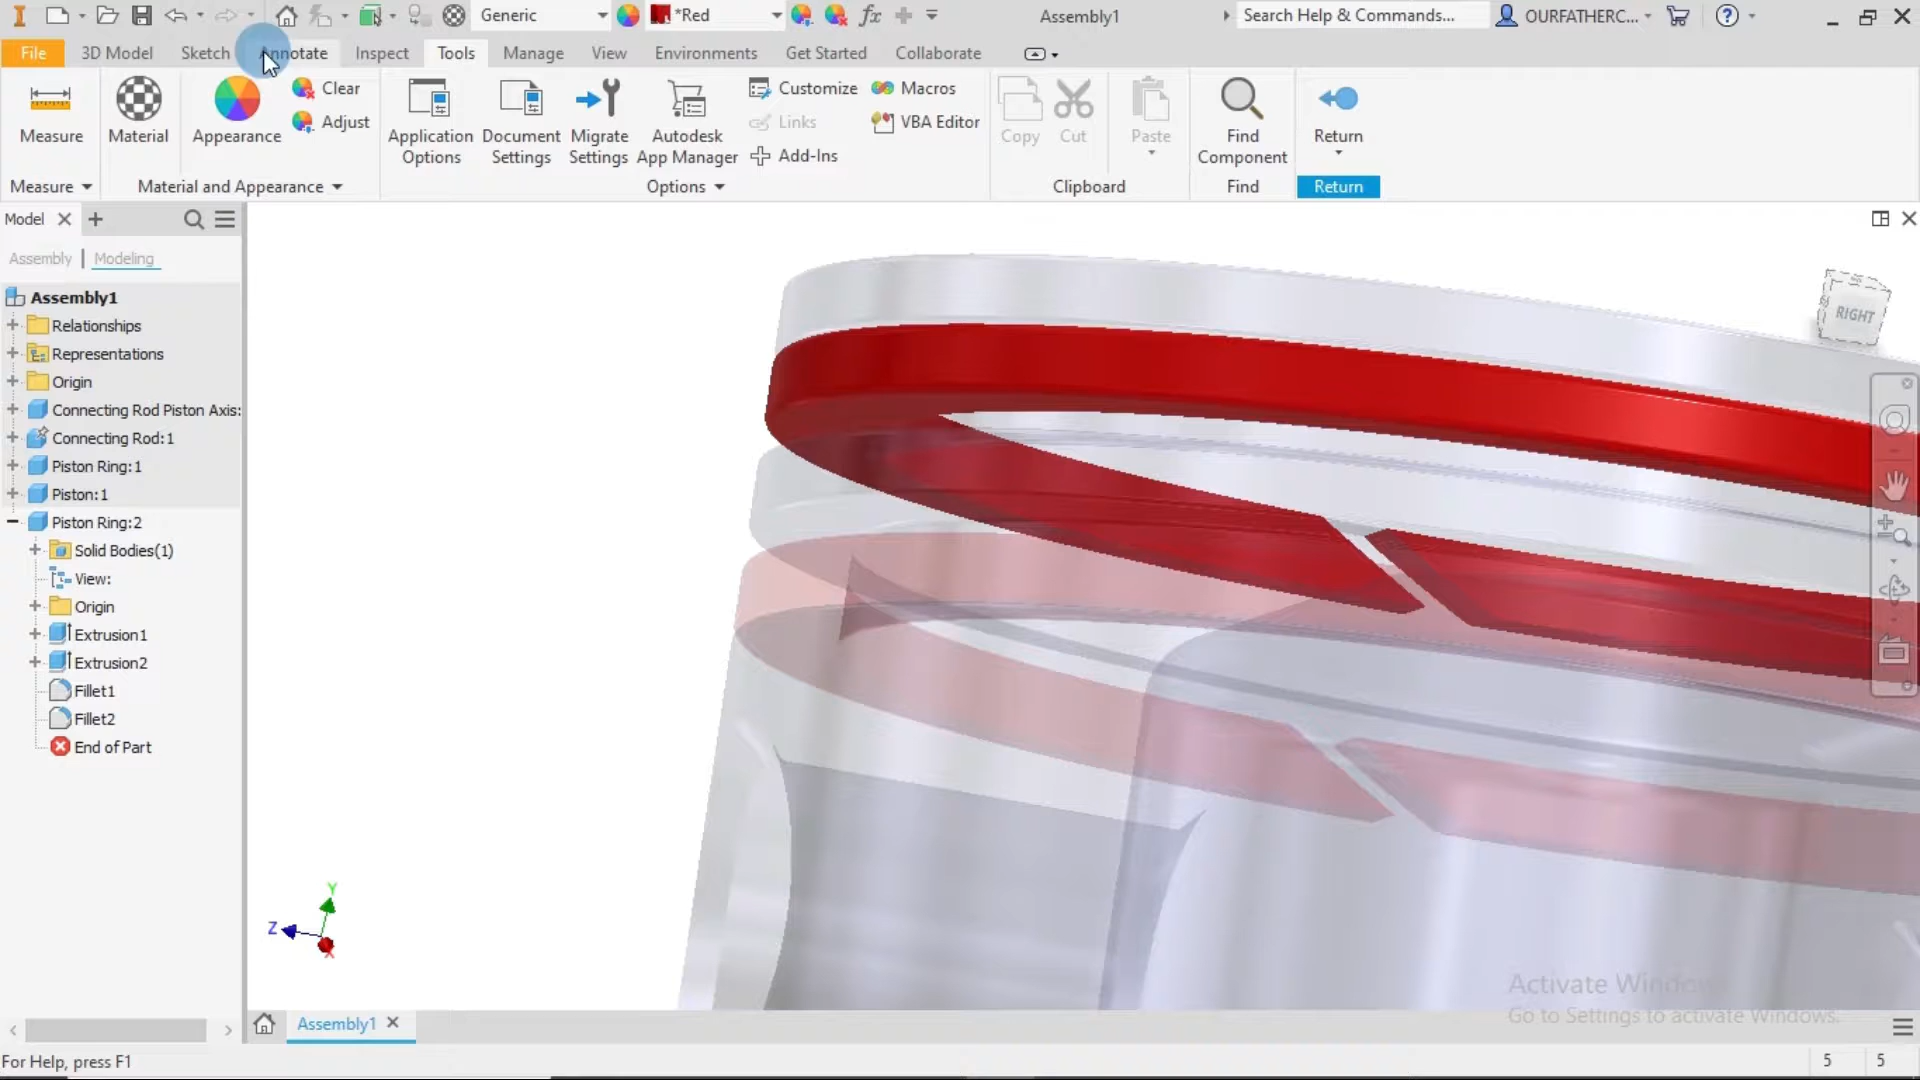 Generic
*Red
fx
Assembly1
Search Help & Commands...
OURFATHERC...
File
3D Model
Sketch
Annotate
Inspect
Tools
Manage
View
Environments
Get Started
Collaborate
Measure
Material
Appearance
Clear
Adjust
Application
Options
Document
Settings
Migrate
Settings
Autodesk
App Manager
Customize
Links
Add-Ins
Macros
VBA Editor
Copy
Cut
Paste
Find
Component
Return
Measure
Material and Appearance
Options
Clipboard
Find
Return
Model
Assembly | Modeling
Assembly1
Relationships
Representations
Origin
Connecting Rod Piston Axis:
Connecting Rod:1
Piston Ring:1
Piston:1
Piston Ring:2
Solid Bodies(1)
View:
Origin
Extrusion1
Extrusion2
Fillet1
Fillet2
End of Part
RIGHT
Y
Z
X
Activate Windows
Go to Settings to activate Windows.
Assembly1
For Help, press F1
5
5